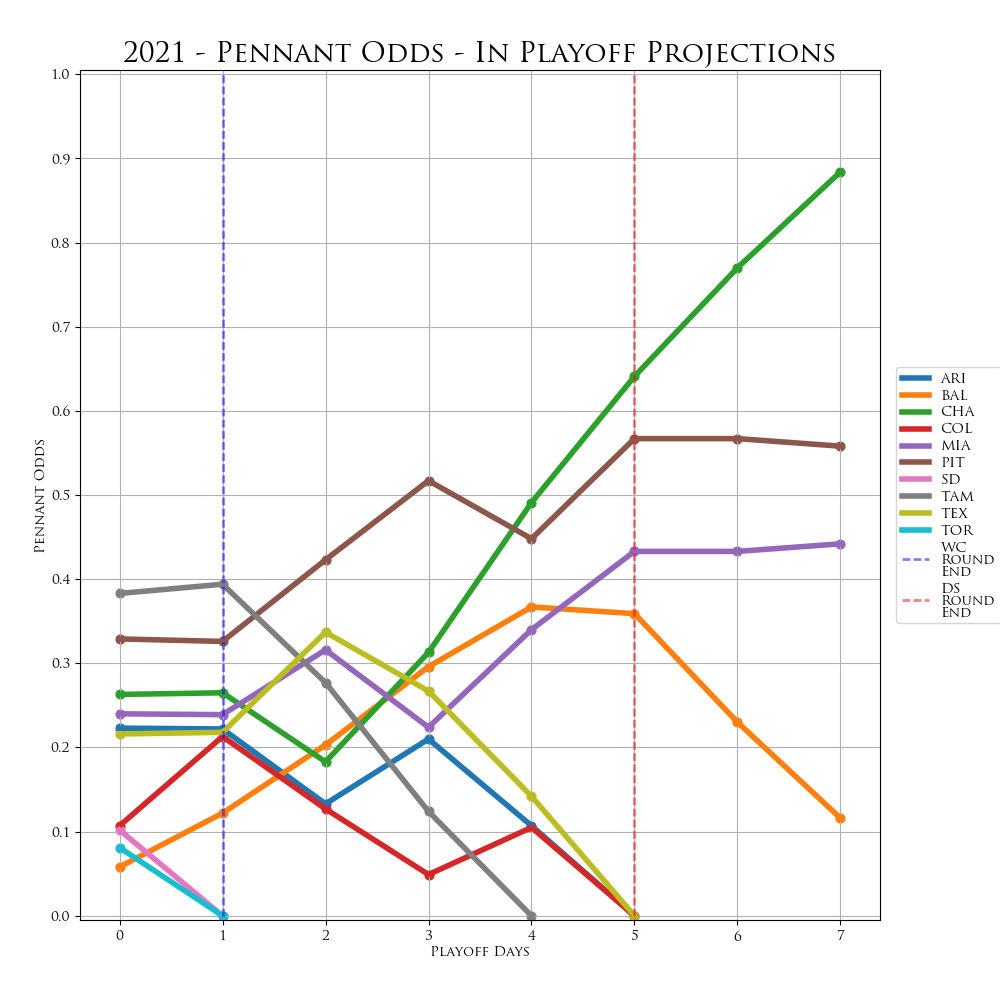 2021 - Pennant Odds - In Playoff Projections
1.0
0.9
0.8
0.7
0.6
0.5
0.4
0.3
0.2
0.1
0.0
Pennant Odds
0 1 2 3 4 5 6 7
Playoff Days
ARI
BAL
CHA
COL
MIA
PIT
SD
TAM
TEX
TOR
WC
Round
End
DS
Round
End